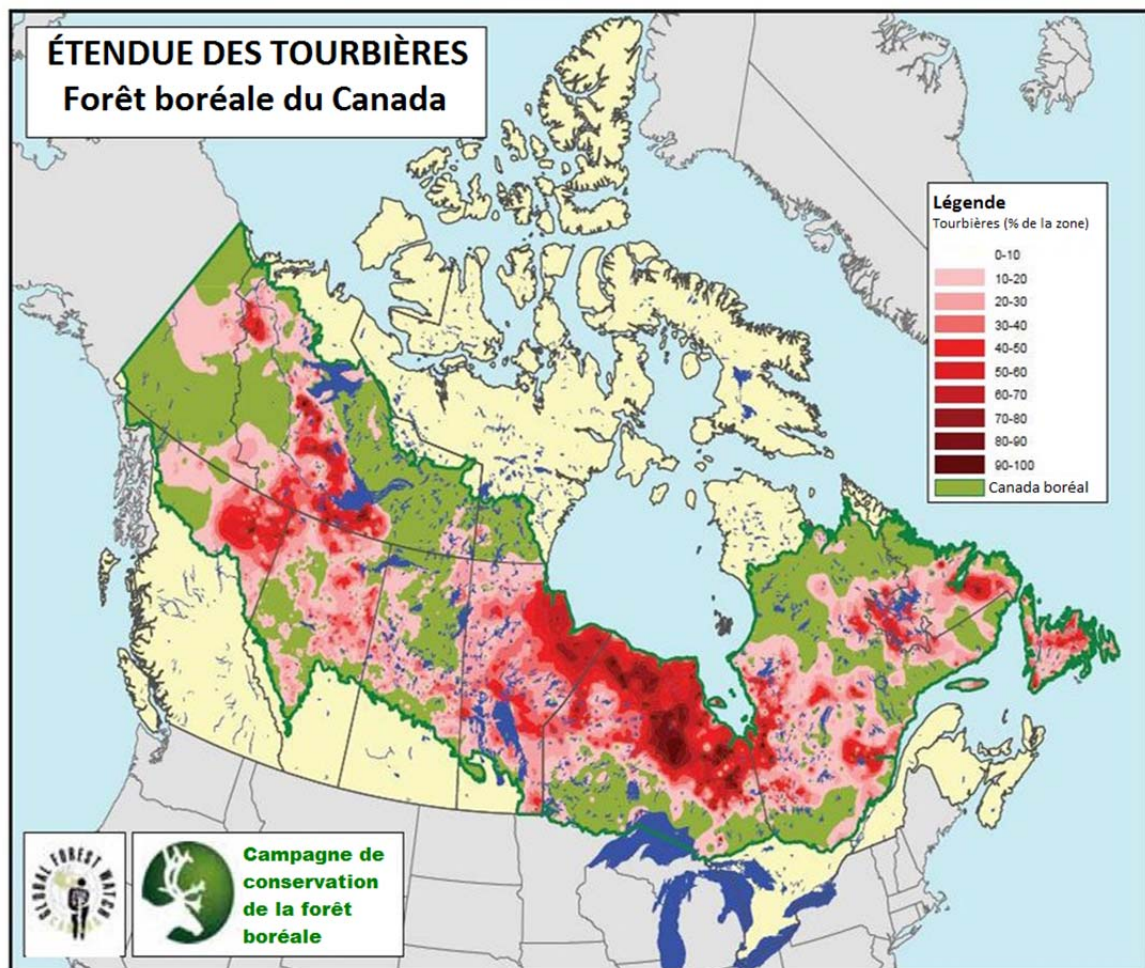 ÉTENDUE DES TOURBIÈRES
Forêt boréale du Canada
Légende
Tourbières (% de la zone)
0-10
10-20
20-30
30-40
40-50
50-60
60-70
70-80
80-90
90-100
Canada boréal
GLOBAL FOREST WATCH
CANADA
Campagne de
conservation
de la forêt
boréale